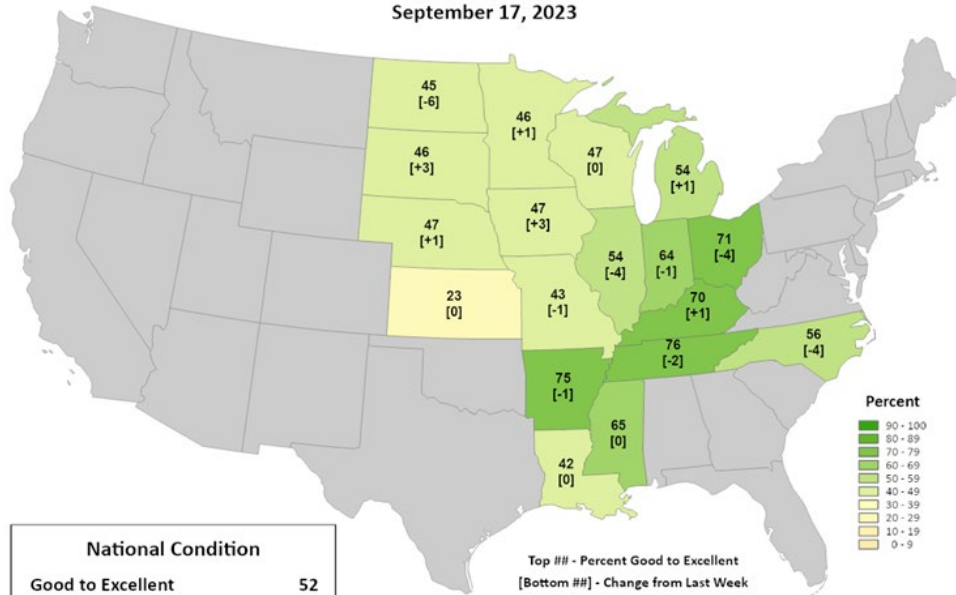 September 17, 2023
45
[-6]
46
[+1]
47
[0]
54
[+1]
46
[+3]
47
[+3]
47
[+1]
71
[-4]
54
[-4]
64
[-1]
23
[0]
43
[-1]
70
[+1]
76
[-2]
56
[-4]
75
[-1]
65
[0]
42
[0]
Percent
90 - 100
80 - 89
70 - 79
60 - 69
50 - 59
40 - 49
30 - 39
20 - 29
10 - 19
0 - 9
National Condition
Good to Excellent 52
Top ## - Percent Good to Excellent
[Bottom ##] - Change from Last Week